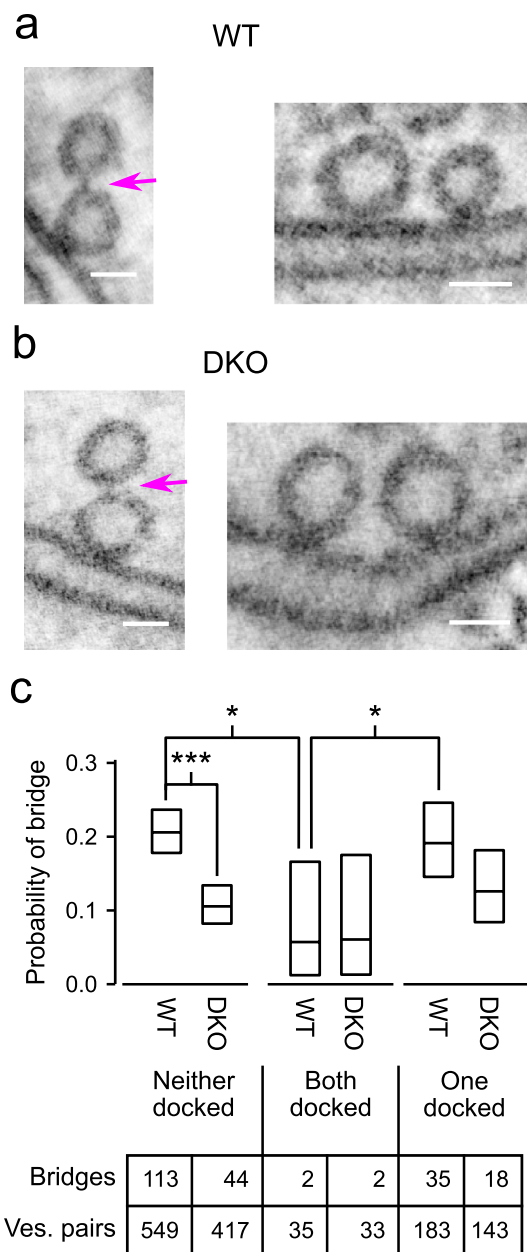 a
WT
b
DKO
c
* *
***
0.3
0.2
0.1
0.0
Probability of bridge
WT DKO WT DKO WT DKO
Neither docked Both docked One docked
Bridges 113 44 2 2 35 18
Ves. pairs 549 417 35 33 183 143